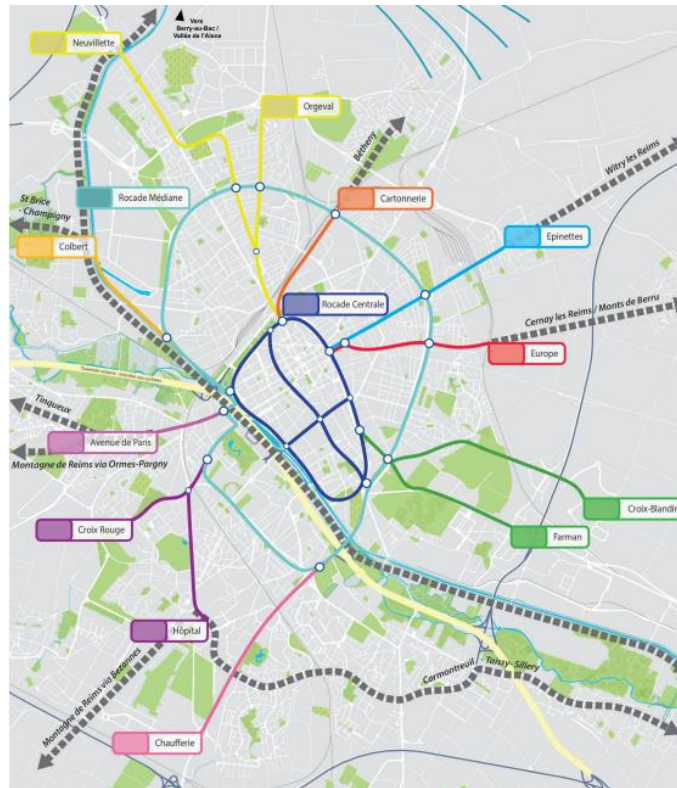 Vers
Berry-au-Bac /
Vallée de l'Aisne
Neuvillette
Orgeval
Bétheny
Witry les Reims
Rocade Médiane
Cartonnerie
St Brice
- Champigny
Colbert
Epinettes
Rocade Centrale
Cernay les Reims / Monts de Berru
Europe
Tinqueux
Avenue de Paris
Montagne de Reims via Ormes-Pargny
Croix-Blandin
Croix Rouge
Farman
Hôpital
Montagne de Reims via Bezannes
Cormontreuil
Taissy-Sillery
Chaufferie